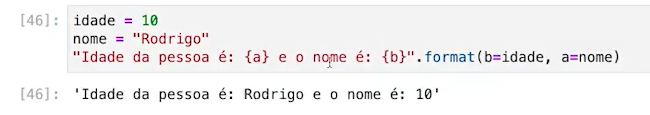 [46]: idade = 10
nome = "Rodrigo"
"Idade da pessoa é: {a} e o nome é: {b}".format(b=idade, a=nome)
[46]: 'Idade da pessoa é: Rodrigo e o nome é: 10'